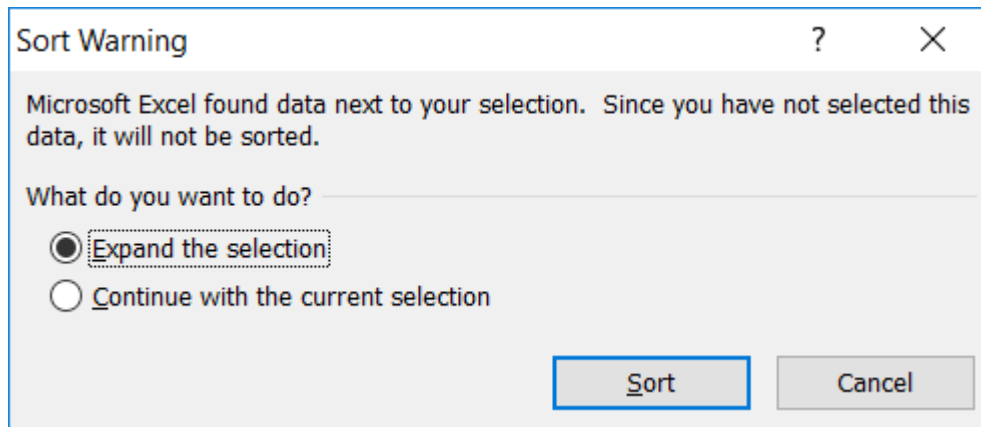 Sort Warning
?
Microsoft Excel found data next to your selection.  Since you have not selected this
data, it will not be sorted.
What do you want to do?
Expand the selection
Continue with the current selection
Sort
Cancel